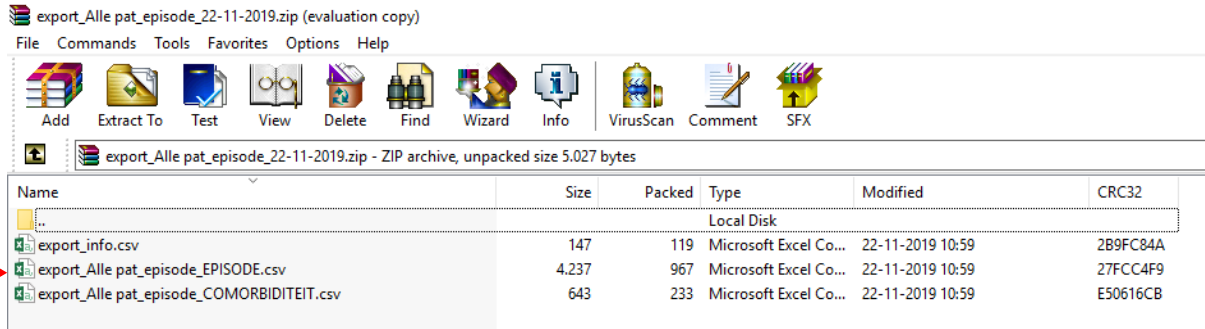 export_Alle pat_episode_22-11-2019.zip (evaluation copy)
File Commands Tools Favorites Options Help
Add Extract To Test View Delete Find Wizard Info VirusScan Comment SFX
export_Alle pat_episode_22-11-2019.zip - ZIP archive, unpacked size 5.027 bytes
Name Size Packed Type Modified CRC32
.. Local Disk
export_info.csv 147 119 Microsoft Excel Co... 22-11-2019 10:59 2B9FC84A
export_Alle pat_episode_EPISODE.csv 4.237 967 Microsoft Excel Co... 22-11-2019 10:59 27FCC4F9
export_Alle pat_episode_COMORBIDITEIT.csv 643 233 Microsoft Excel Co... 22-11-2019 10:59 E50616CB